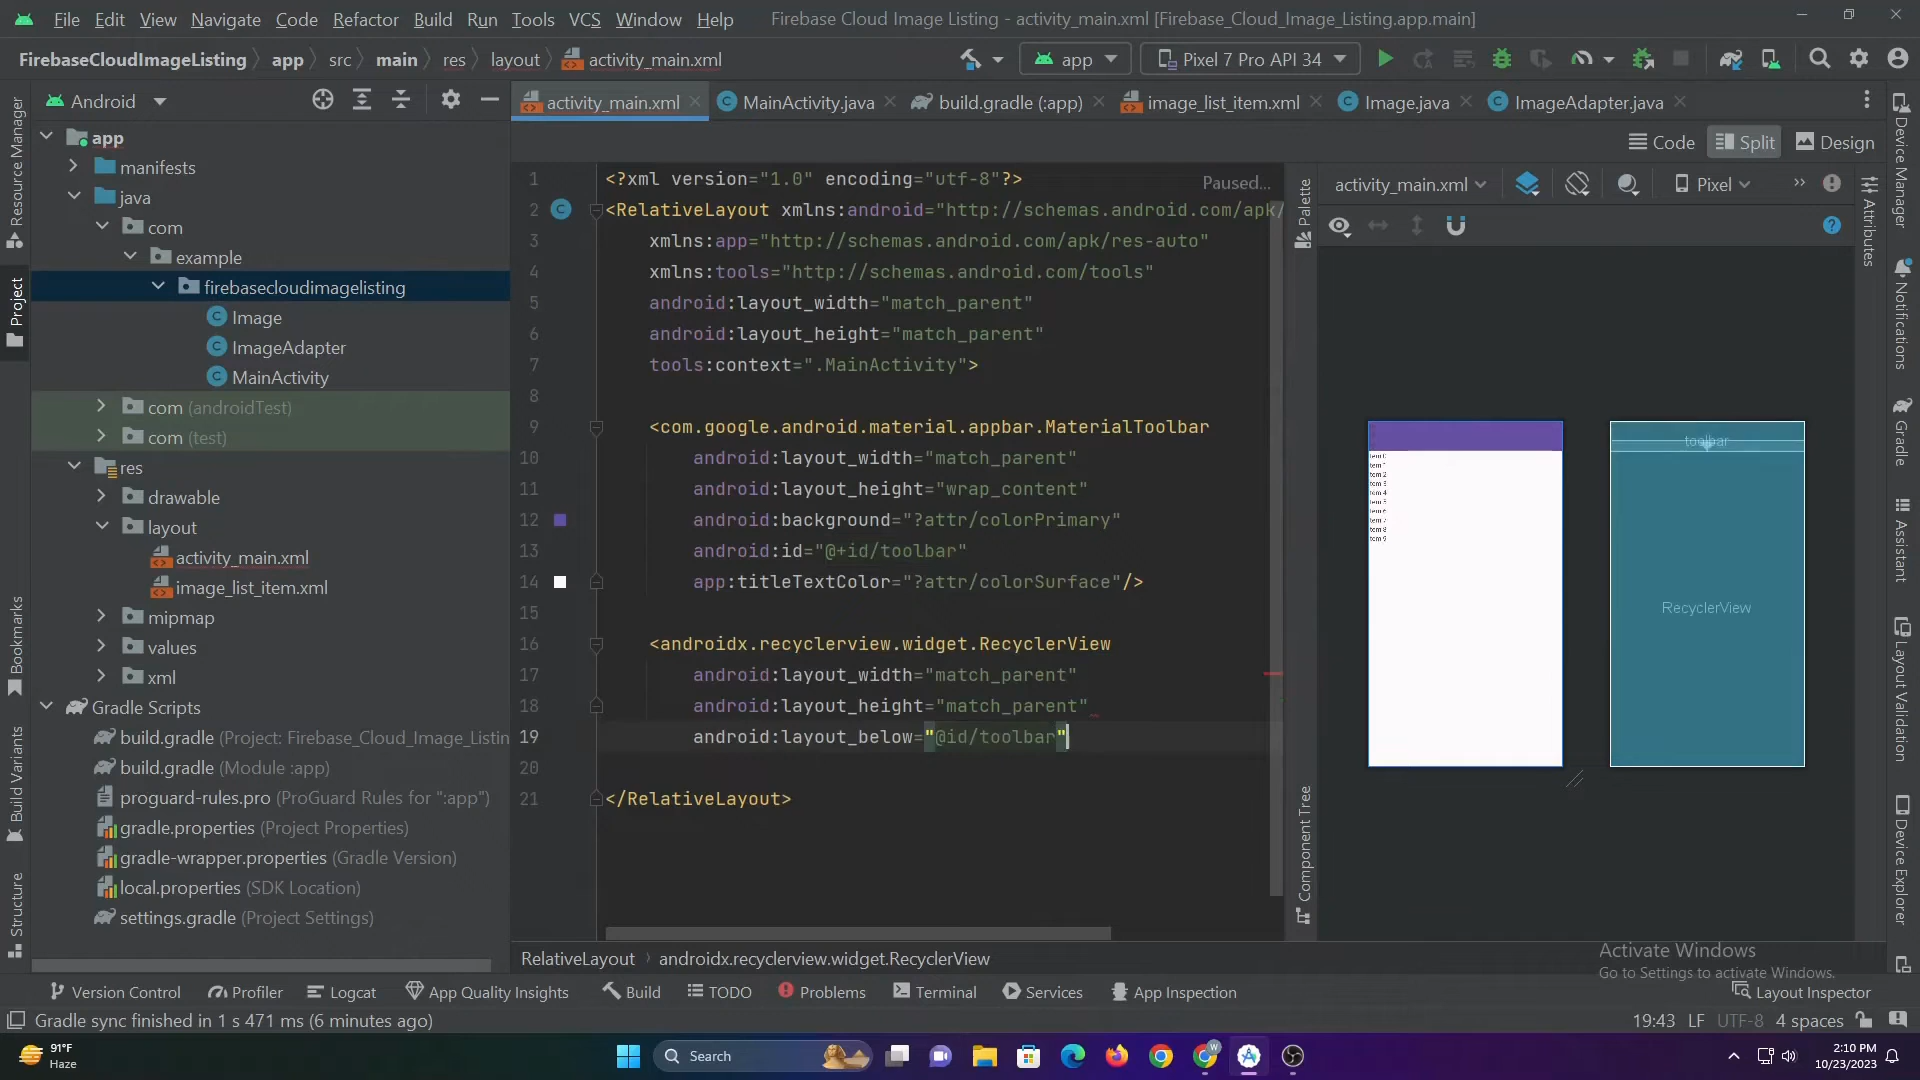 File Edit View Navigate Code Refactor Build Run Tools VCS Window Help Firebase Cloud Image Listing - activity_main.xml [Firebase_Cloud_Image_Listing.app.main]
FirebaseCloudImageListing app src main res layout activity_main.xml app Pixel 7 Pro API 34
Android activity_main.xml MainActivity.java build.gradle (:app) image_list_item.xml Image.java ImageAdapter.java
Code Split Design
Resource Manager
Project
Bookmarks
Build Variants
Structure
app
manifests
java
com
example
firebasecloudimagelisting
Image
ImageAdapter
MainActivity
com (androidTest)
com (test)
res
drawable
layout
activity_main.xml
image_list_item.xml
mipmap
values
xml
Gradle Scripts
build.gradle (Project: Firebase_Cloud_Image_Listin
build.gradle (Module :app)
proguard-rules.pro (ProGuard Rules for ":app")
gradle.properties (Project Properties)
gradle-wrapper.properties (Gradle Version)
local.properties (SDK Location)
settings.gradle (Project Settings)
1 <?xml version="1.0" encoding="utf-8"?> Paused...
2 <RelativeLayout xmlns:android="http://schemas.android.com/apk/
3 xmlns:app="http://schemas.android.com/apk/res-auto"
4 xmlns:tools="http://schemas.android.com/tools"
5 android:layout_width="match_parent"
6 android:layout_height="match_parent"
7 tools:context=".MainActivity">
8
9 <com.google.android.material.appbar.MaterialToolbar
10 android:layout_width="match_parent"
11 android:layout_height="wrap_content"
12 android:background="?attr/colorPrimary"
13 android:id="@+id/toolbar"
14 app:titleTextColor="?attr/colorSurface"/>
15
16 <androidx.recyclerview.widget.RecyclerView
17 android:layout_width="match_parent"
18 android:layout_height="match_parent"
19 android:layout_below="@id/toolbar"
20
21 </RelativeLayout>
Palette
Component Tree
activity_main.xml Pixel
toolbar
RecyclerView
Attributes
Device Manager
Notifications
Gradle
Assistant
Layout Validation
Device Explorer
Activate Windows
Go to Settings to activate Windows.
RelativeLayout androidx.recyclerview.widget.RecyclerView
Version Control Profiler Logcat App Quality Insights Build TODO Problems Terminal Services App Inspection Layout Inspector
Gradle sync finished in 1 s 471 ms (6 minutes ago) 19:43 LF UTF-8 4 spaces
91°F
Haze
Search
2:10 PM
10/23/2023